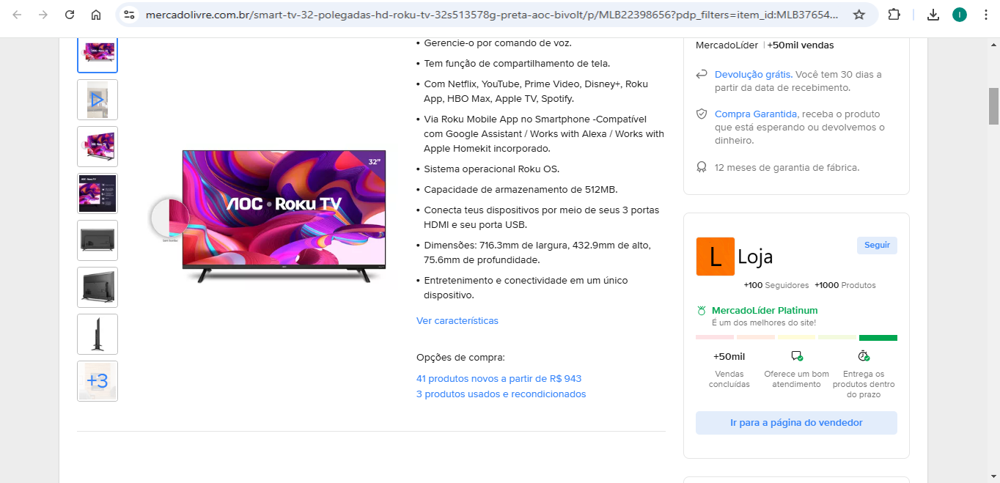 mercadolivre.com.br/smart-tv-32-polegadas-hd-roku-tv-32s513578g-preta-aoc-bivolt/p/MLB22398656?pdp_filters=item_id:MLB37654...
I
+3
32"
AOC • Roku TV
• Gerencie-o por comando de voz.
• Tem função de compartilhamento de tela.
• Com Netflix, YouTube, Prime Video, Disney+, Roku
App, HBO Max, Apple TV, Spotify.
• Via Roku Mobile App no Smartphone -Compatível
com Google Assistant / Works with Alexa / Works with
Apple Homekit incorporado.
• Sistema operacional Roku OS.
• Capacidade de armazenamento de 512MB.
• Conecta teus dispositivos por meio de seus 3 portas
HDMI e seu porta USB.
• Dimensões: 716.3mm de largura, 432.9mm de alto,
75.6mm de profundidade.
• Entretenimento e conectividade em um único
dispositivo.
Ver características
Opções de compra:
41 produtos novos a partir de R$ 943
3 produtos usados e recondicionados
MercadoLíder | +50mil vendas
Devolução grátis. Você tem 30 dias a
partir da data de recebimento.
Compra Garantida, receba o produto
que está esperando ou devolvemos o
dinheiro.
12 meses de garantia de fábrica.
L Loja
Seguir
+100 Seguidores +1000 Produtos
MercadoLíder Platinum
É um dos melhores do site!
+50mil
Vendas
concluídas
Oferece um bom
atendimento
Entrega os
produtos dentro
do prazo
Ir para a página do vendedor